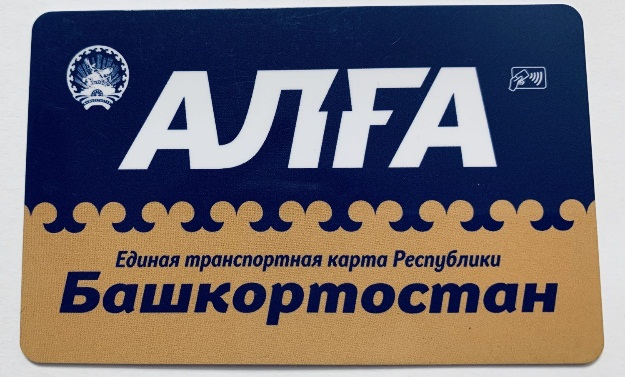 АЛҒА
Единая транспортная карта Республики
Башкортостан